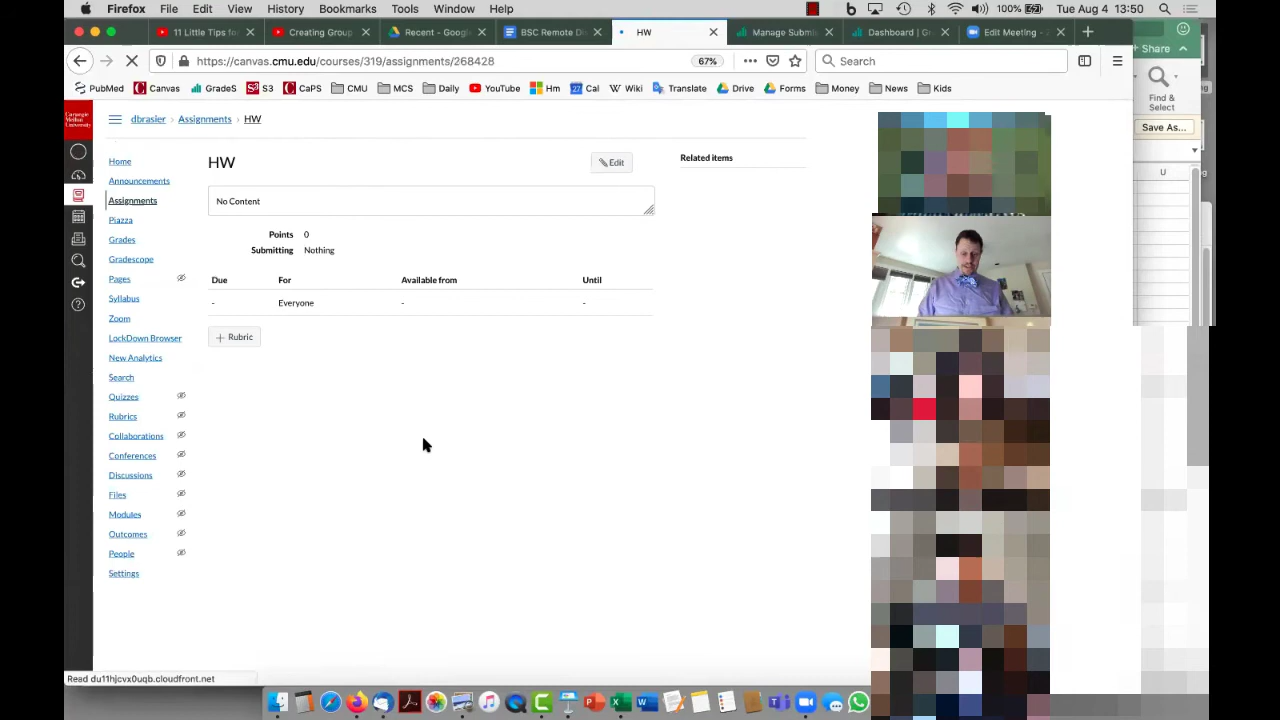 Firefox File Edit View History Bookmarks Tools Window Help 100% Tue Aug 4 13:50
11 Little Tips for Creating Group Recent - Google BSC Remote Di HW Manage Submi Dashboard | Gr Edit Meeting - Share
https://canvas.cmu.edu/courses/319/assignments/268428 67% Search
PubMed Canvas GradeS S3 CaPS CMU MCS Daily YouTube Hm Cal Wiki Translate Drive Forms Money News Kids
Find &
Select
Save As...
U
dbrasier › Assignments › HW
HW
Edit
Related items
No Content
Points 0
Submitting Nothing
Due For Available from Until
- Everyone - -
+ Rubric
Home
Announcements
Assignments
Piazza
Grades
Gradescope
Pages
Syllabus
Zoom
LockDown Browser
New Analytics
Search
Quizzes
Rubrics
Collaborations
Conferences
Discussions
Files
Modules
Outcomes
People
Settings
Read du11hjcvx0uqb.cloudfront.net